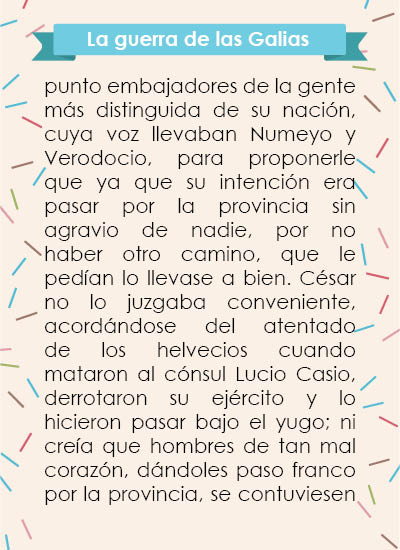 La guerra de las Galias
punto embajadores de la gente
más distinguida de su nación,
cuya voz llevaban Numeyo y
Verodocio, para proponerle
que ya que su intención era
pasar por la provincia sin
agravio de nadie, por no
haber otro camino, que le
pedían lo llevase a bien. César
no lo juzgaba conveniente,
acordándose del atentado
de los helvecios cuando
mataron al cónsul Lucio Casio,
derrotaron su ejército y lo
hicieron pasar bajo el yugo; ni
creía que hombres de tan mal
corazón, dándoles paso franco
por la provincia, se contuviesen